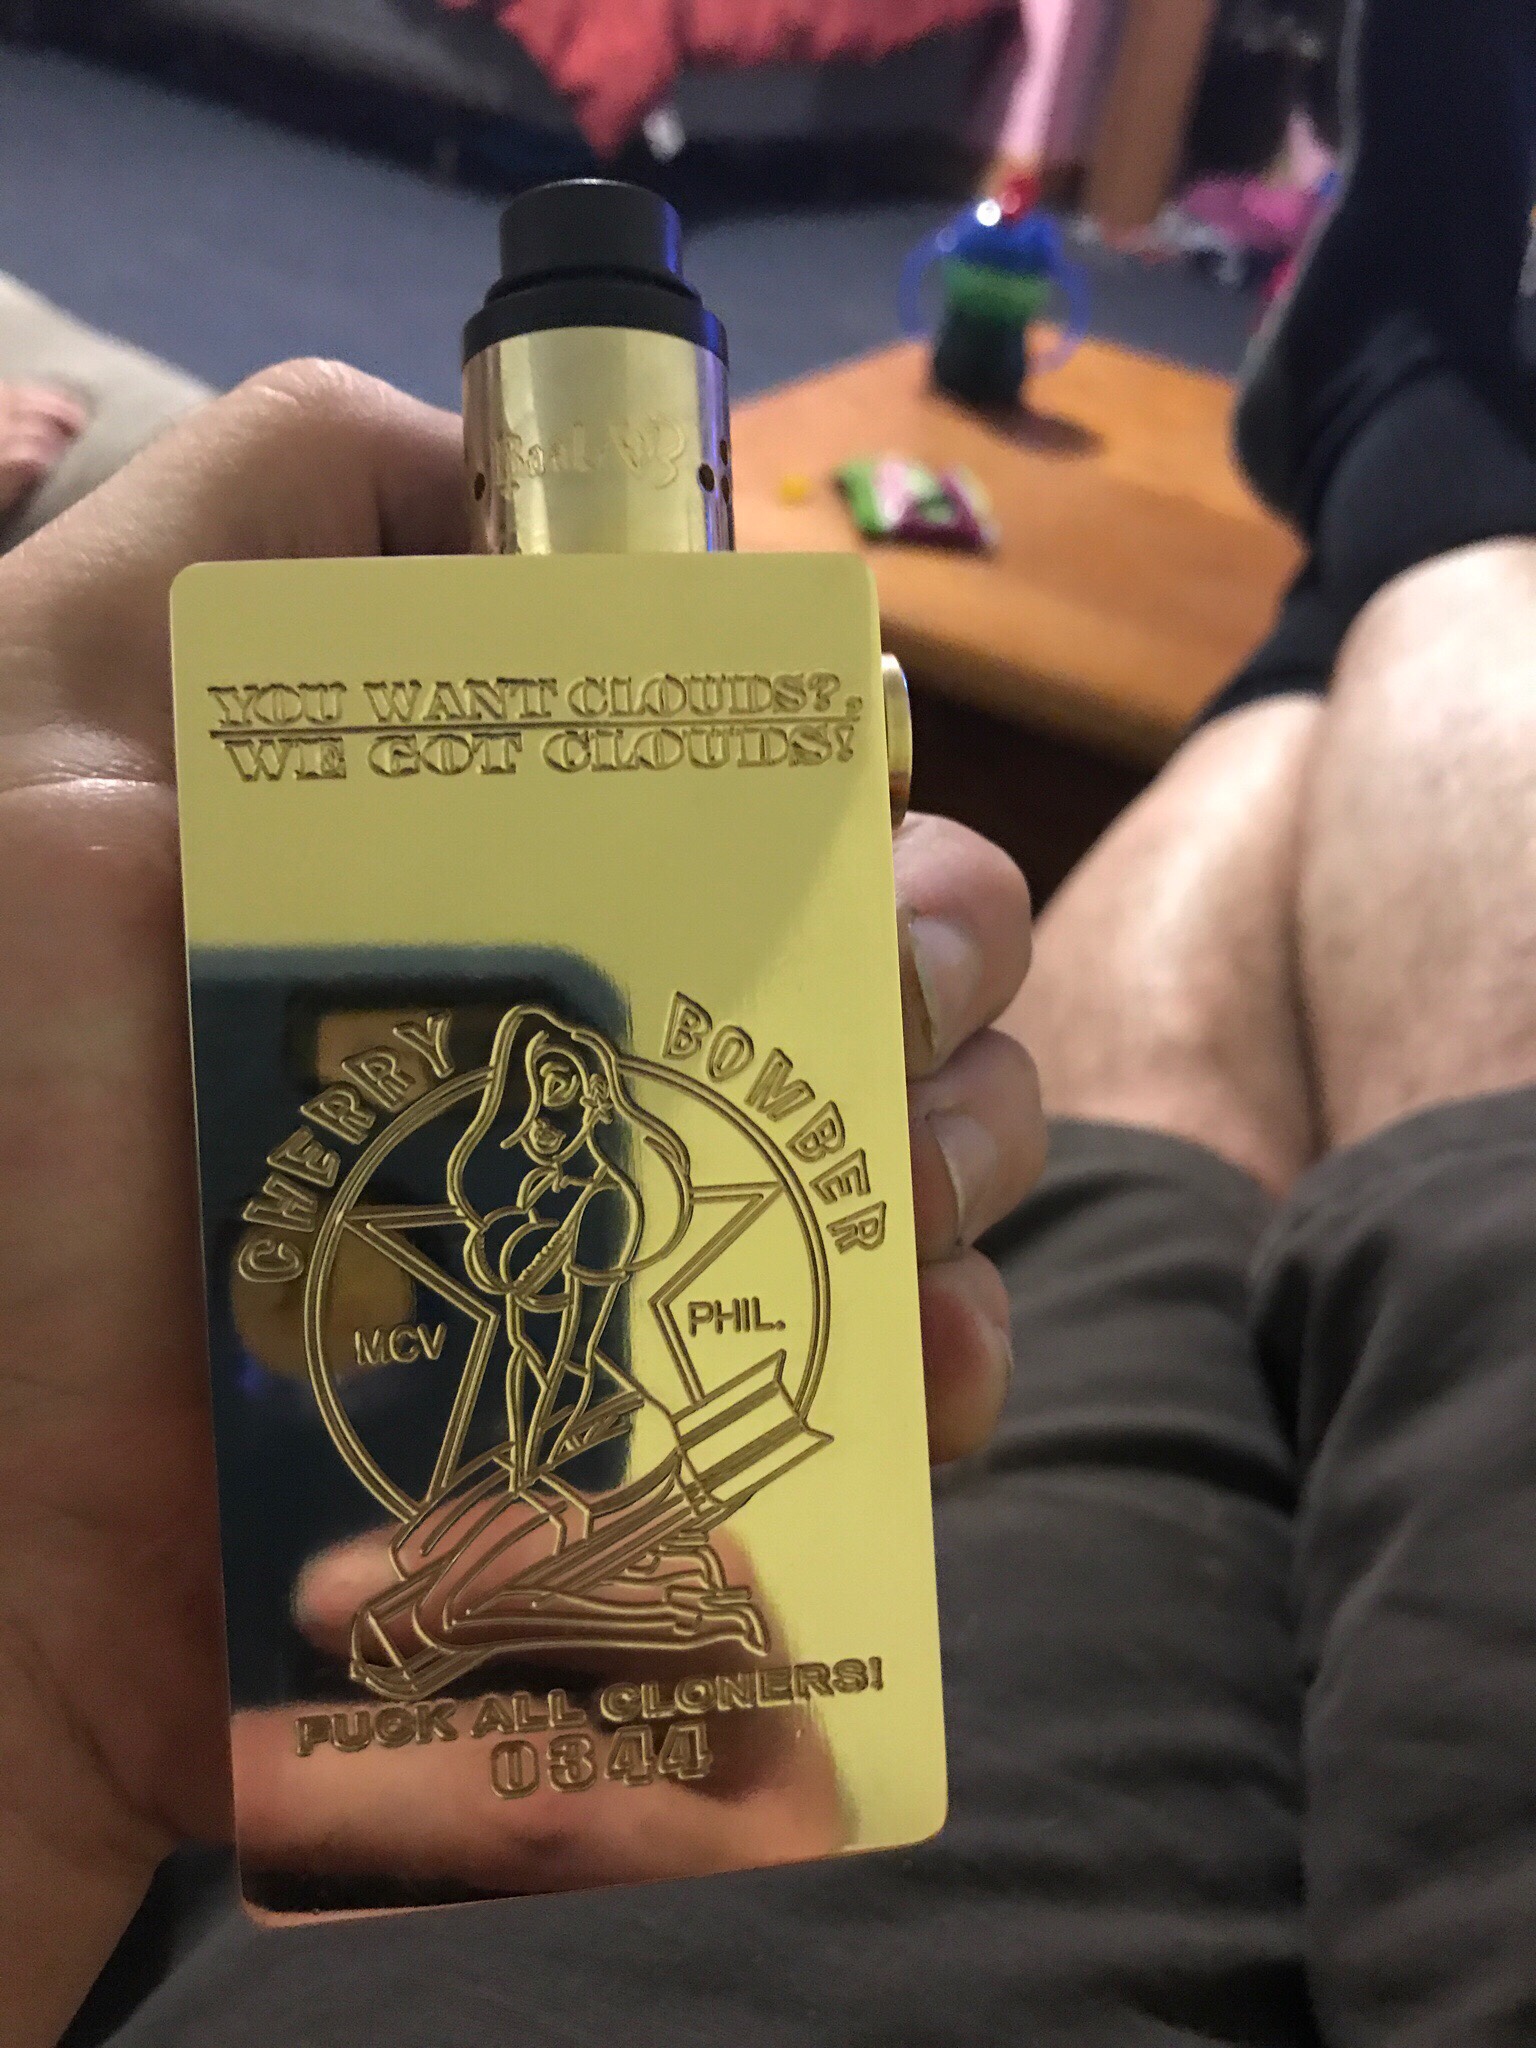 YOU WANT CLOUDS?,
WE GOT CLOUDS!
CHERRY BOMBER
MCV PHIL.
FUCK ALL CLONERS!
0344